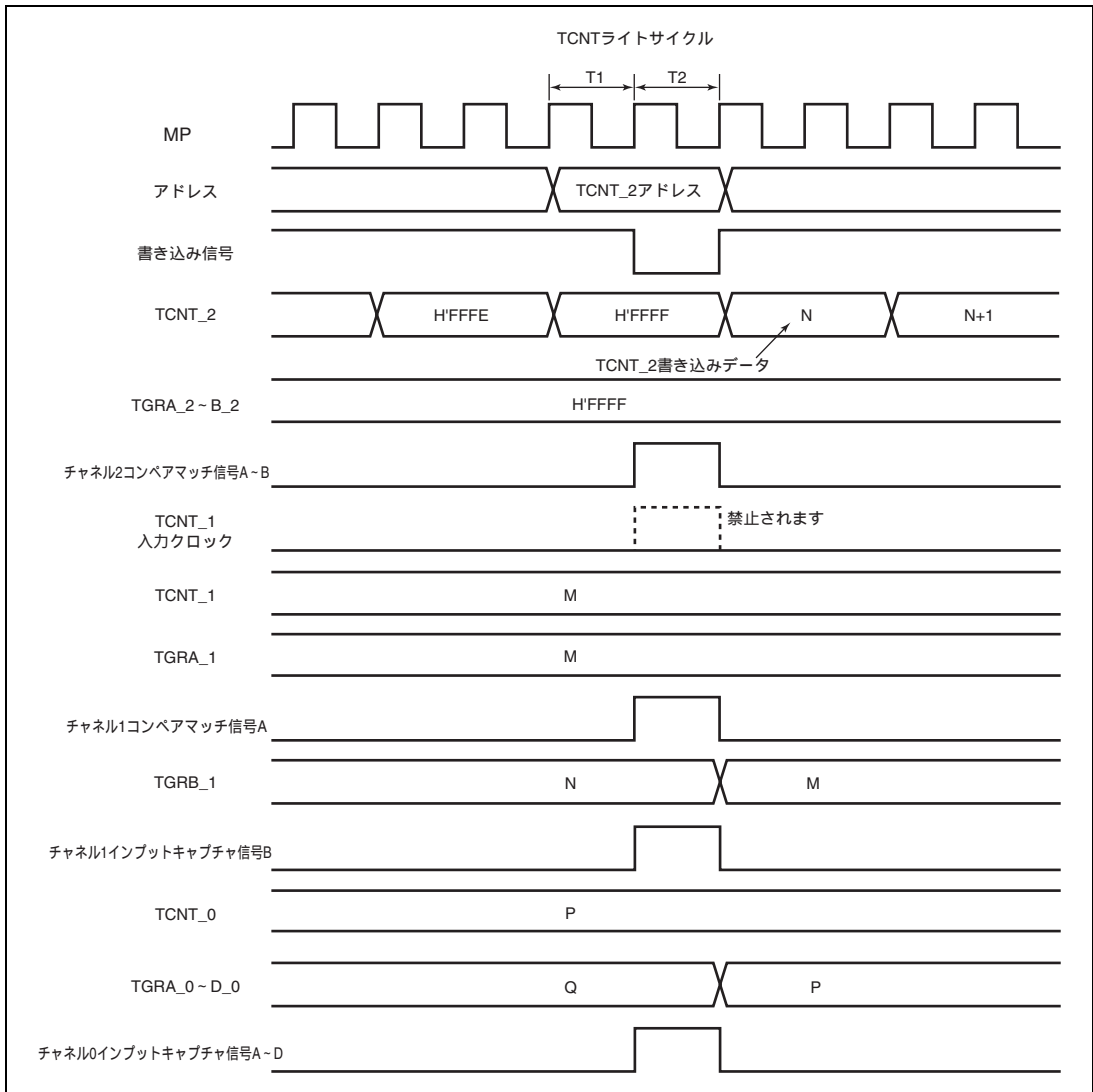 TCNTライトサイクル
T1 T2
MP
アドレス TCNT_2アドレス
書き込み信号
TCNT_2 H'FFFE H'FFFF N N+1
TCNT_2書き込みデータ
TGRA_2~B_2 H'FFFF
チャネル2コンペアマッチ信号A~B
TCNT_1
入力クロック
禁止されます
TCNT_1 M
TGRA_1 M
チャネル1コンペアマッチ信号A
TGRB_1 N M
チャネル1インプットキャプチャ信号B
TCNT_0 P
TGRA_0~D_0 Q P
チャネル0インプットキャプチャ信号A~D